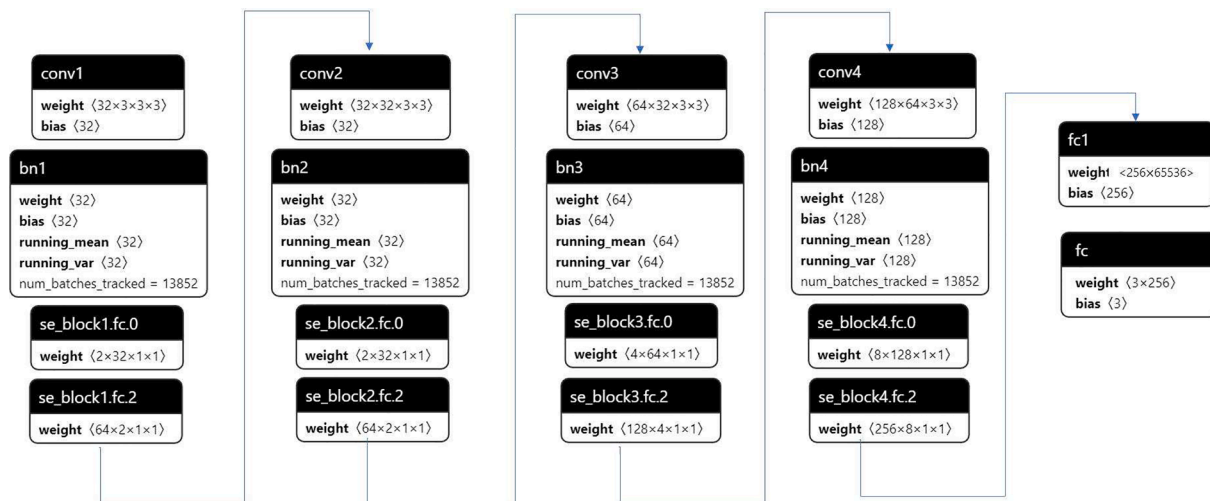 conv1
weight ⟨32×3×3×3⟩
bias ⟨32⟩
bn1
weight ⟨32⟩
bias ⟨32⟩
running_mean ⟨32⟩
running_var ⟨32⟩
num_batches_tracked = 13852
se_block1.fc.0
weight ⟨2×32×1×1⟩
se_block1.fc.2
weight ⟨64×2×1×1⟩
conv2
weight ⟨32×32×3×3⟩
bias ⟨32⟩
bn2
weight ⟨32⟩
bias ⟨32⟩
running_mean ⟨32⟩
running_var ⟨32⟩
num_batches_tracked = 13852
se_block2.fc.0
weight ⟨2×32×1×1⟩
se_block2.fc.2
weight ⟨64×2×1×1⟩
conv3
weight ⟨64×32×3×3⟩
bias ⟨64⟩
bn3
weight ⟨64⟩
bias ⟨64⟩
running_mean ⟨64⟩
running_var ⟨64⟩
num_batches_tracked = 13852
se_block3.fc.0
weight ⟨4×64×1×1⟩
se_block3.fc.2
weight ⟨128×4×1×1⟩
conv4
weight ⟨128×64×3×3⟩
bias ⟨128⟩
bn4
weight ⟨128⟩
bias ⟨128⟩
running_mean ⟨128⟩
running_var ⟨128⟩
num_batches_tracked = 13852
se_block4.fc.0
weight ⟨8×128×1×1⟩
se_block4.fc.2
weight ⟨256×8×1×1⟩
fc1
weight <256×65536>
bias ⟨256⟩
fc
weight ⟨3×256⟩
bias ⟨3⟩